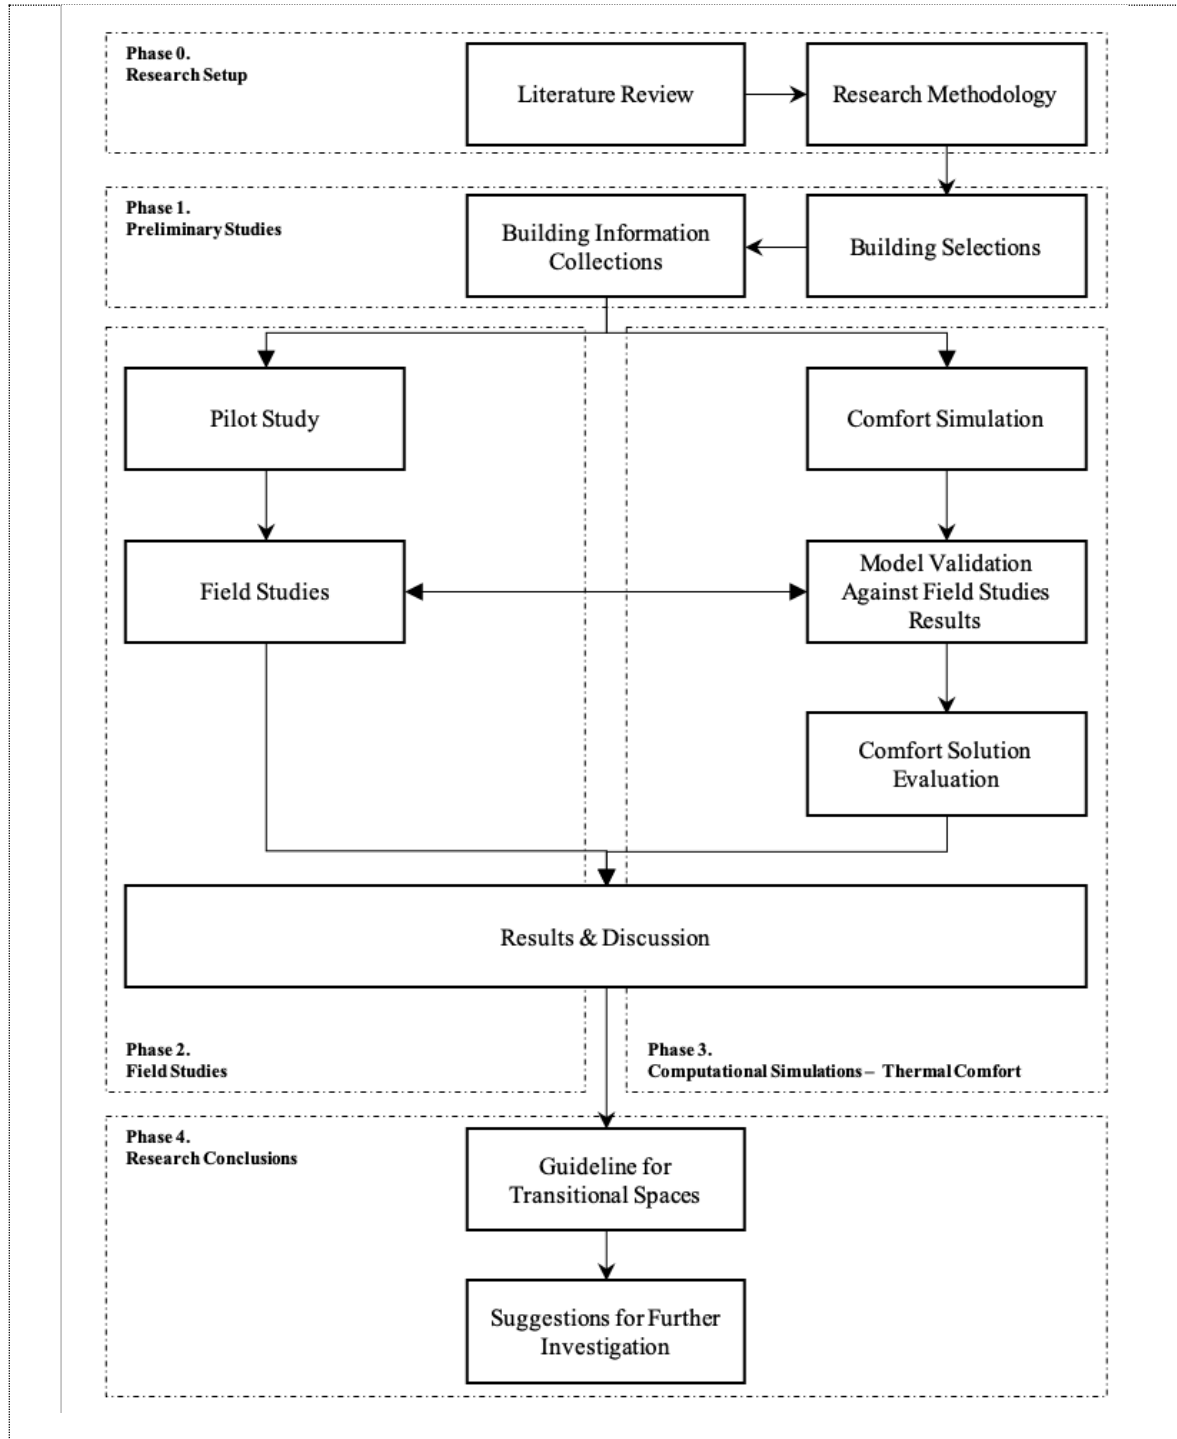 Phase 0.
Research Setup
Literature Review
Research Methodology
Phase 1.
Preliminary Studies
Building Information
Collections
Building Selections
Pilot Study
Comfort Simulation
Field Studies
Model Validation
Against Field Studies
Results
Comfort Solution
Evaluation
Results & Discussion
Phase 2.
Field Studies
Phase 3.
Computational Simulations – Thermal Comfort
Phase 4.
Research Conclusions
Guideline for
Transitional Spaces
Suggestions for Further
Investigation